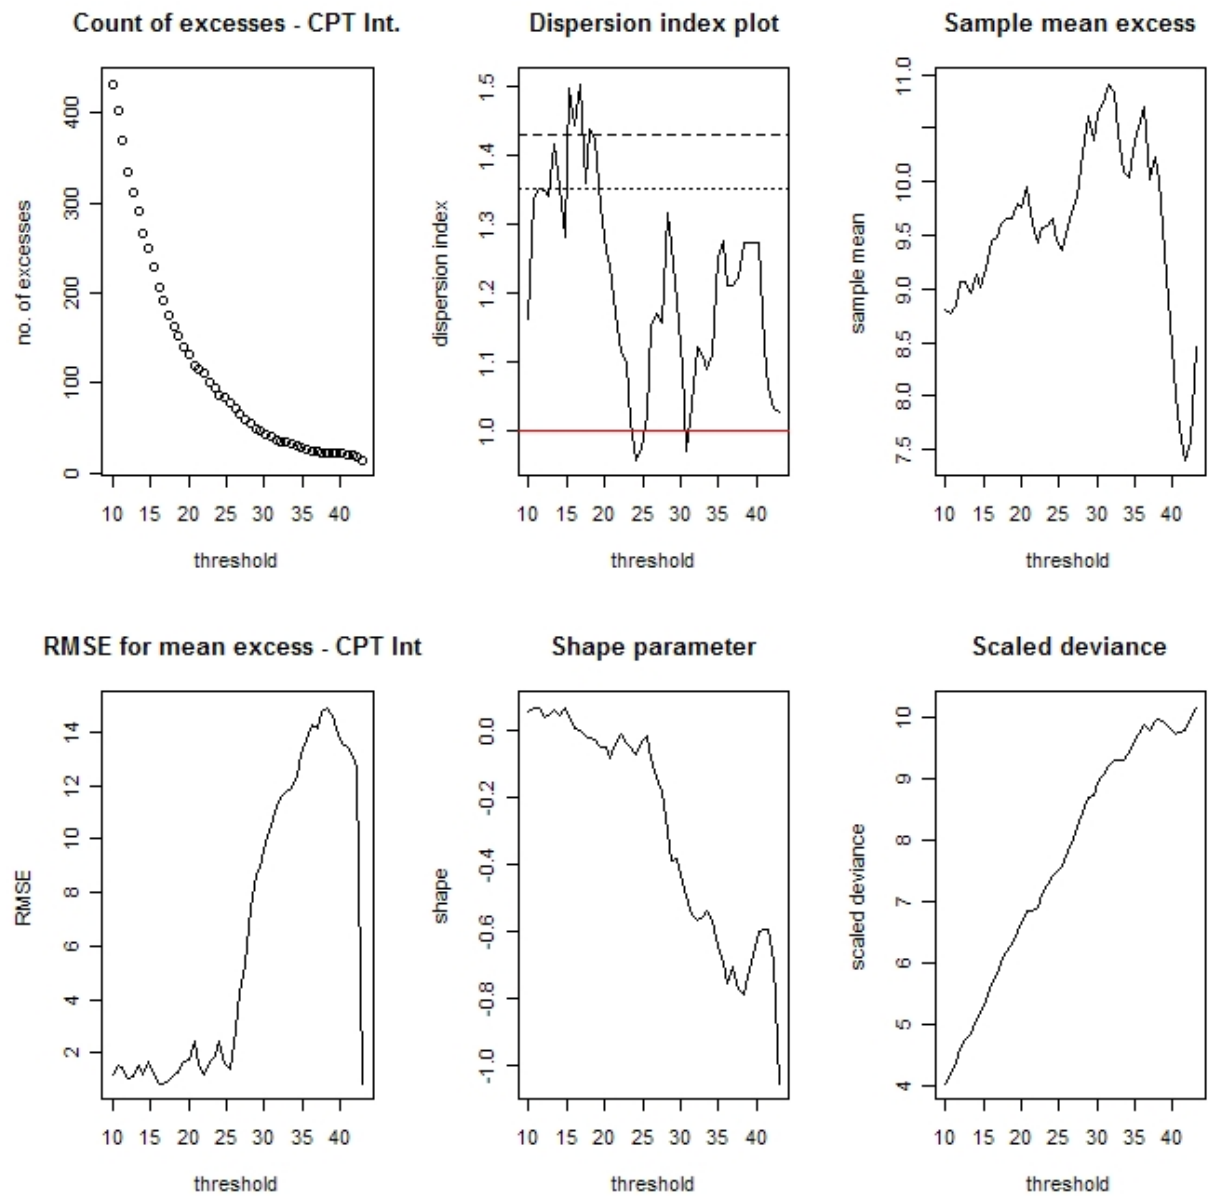 Count of excesses - CPT Int.
no. of excesses
400
300
200
100
0
10 15 20 25 30 35 40
threshold
Dispersion index plot
dispersion index
1.5
1.4
1.3
1.2
1.1
1.0
10 15 20 25 30 35 40
threshold
Sample mean excess
sample mean
11.0
10.0
9.5
9.0
8.5
8.0
7.5
10 15 20 25 30 35 40
threshold
RMSE for mean excess - CPT Int
RMSE
14
12
10
8
6
4
2
10 15 20 25 30 35 40
threshold
Shape parameter
shape
0.0
-0.2
-0.4
-0.6
-0.8
-1.0
10 15 20 25 30 35 40
threshold
Scaled deviance
scaled deviance
10
9
8
7
6
5
4
10 15 20 25 30 35 40
threshold